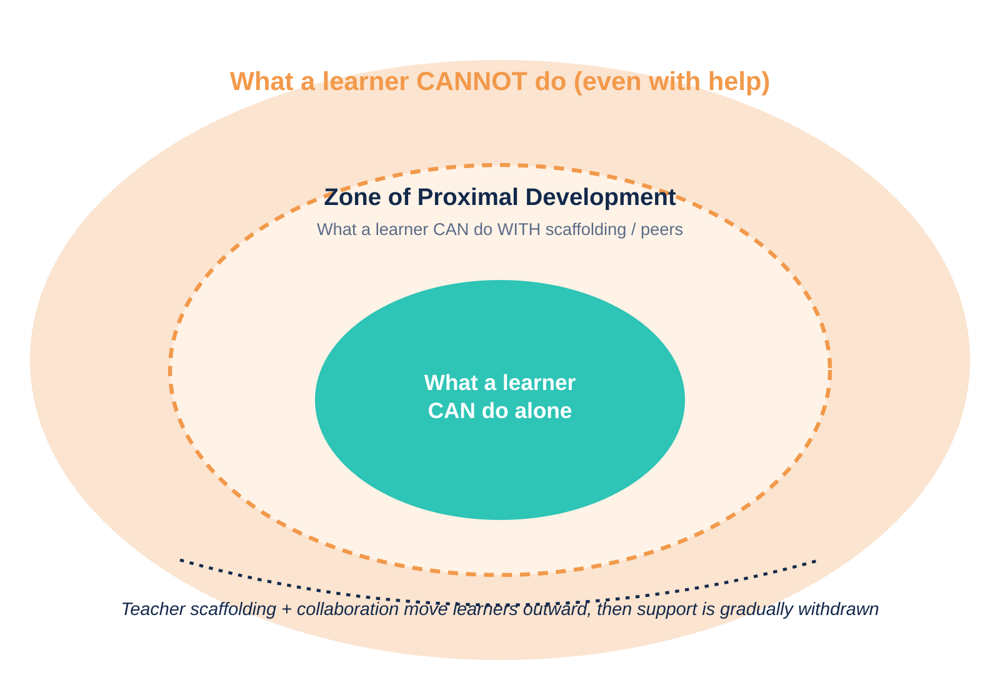 What a learner CANNOT do (even with help)
Zone of Proximal Development
What a learner CAN do WITH scaffolding / peers
What a learner
CAN do alone
Teacher scaffolding + collaboration move learners outward, then support is gradually withdrawn